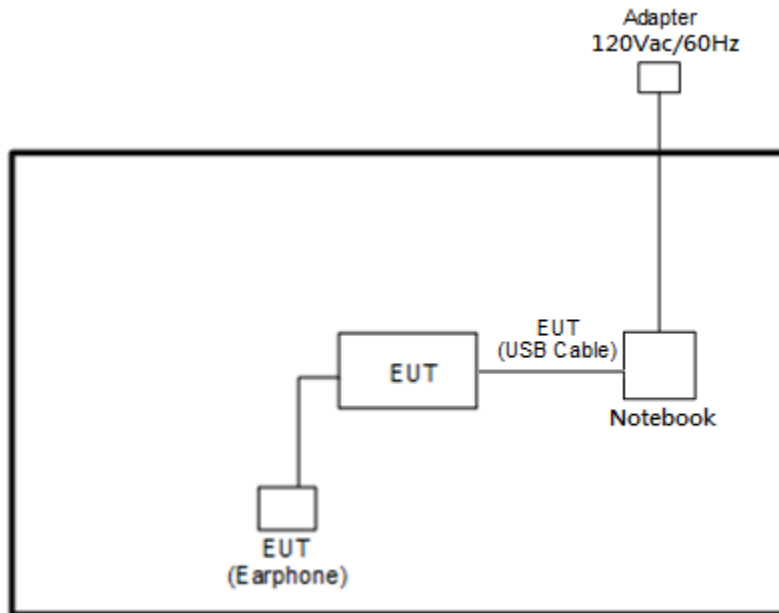 Adapter
120Vac/60Hz
EUT
(USB Cable)
EUT
Notebook
EUT
(Earphone)